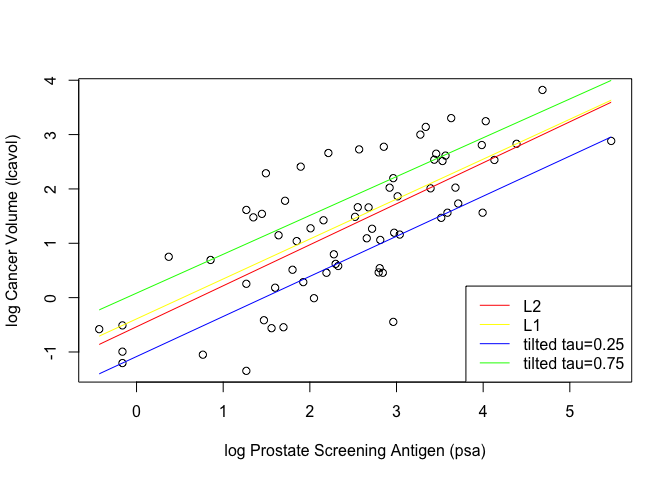 4
3
2
1
0
-1
log Cancer Volume (lcavol)
L2
L1
tilted tau=0.25
tilted tau=0.75
0 1 2 3 4 5
log Prostate Screening Antigen (psa)